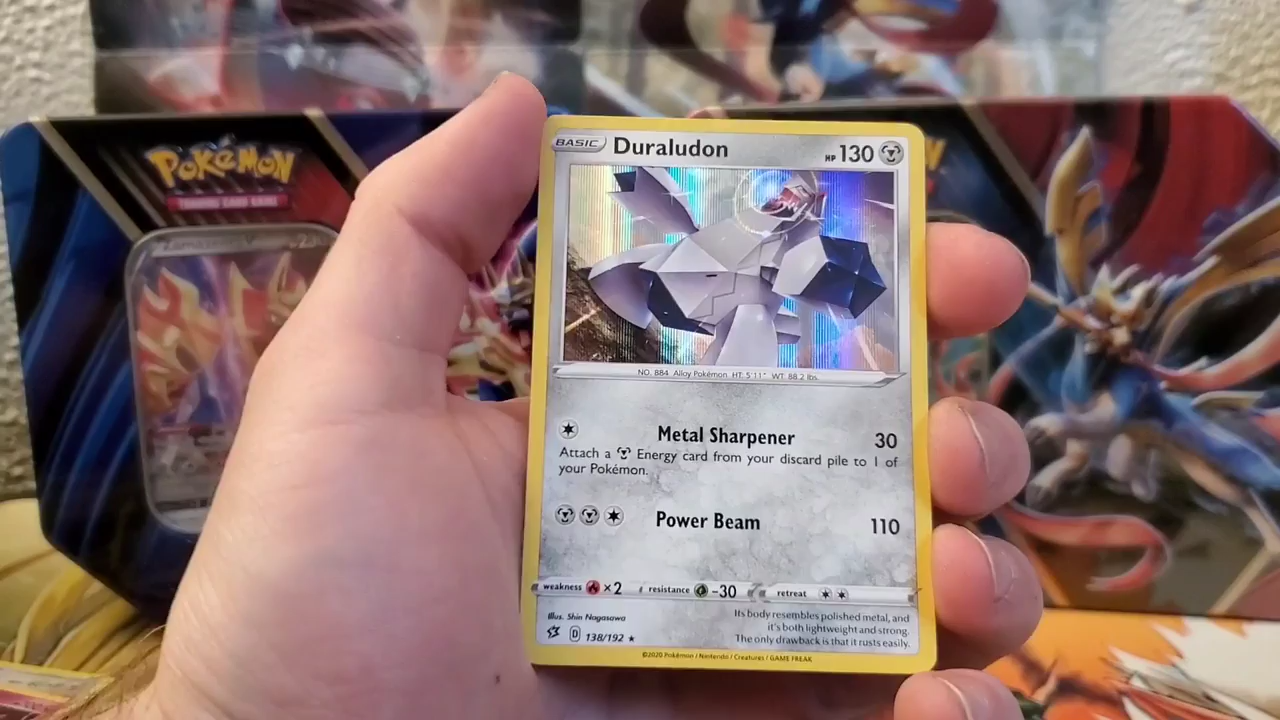 POKÉMON
TRADING CARD GAME
Zamazenta V
BASIC Duraludon HP 130
NO. 884 Alloy Pokémon HT: 5'11" WT: 88.2 lbs.
Metal Sharpener 30
Attach a Energy card from your discard pile to 1 of
your Pokémon.
Power Beam 110
weakness ×2 resistance -30 retreat
Illus. Shin Nagasawa
D 138/192 ★
Its body resembles polished metal, and
it's both lightweight and strong.
The only drawback is that it rusts easily.
©2020 Pokémon / Nintendo / Creatures / GAME FREAK